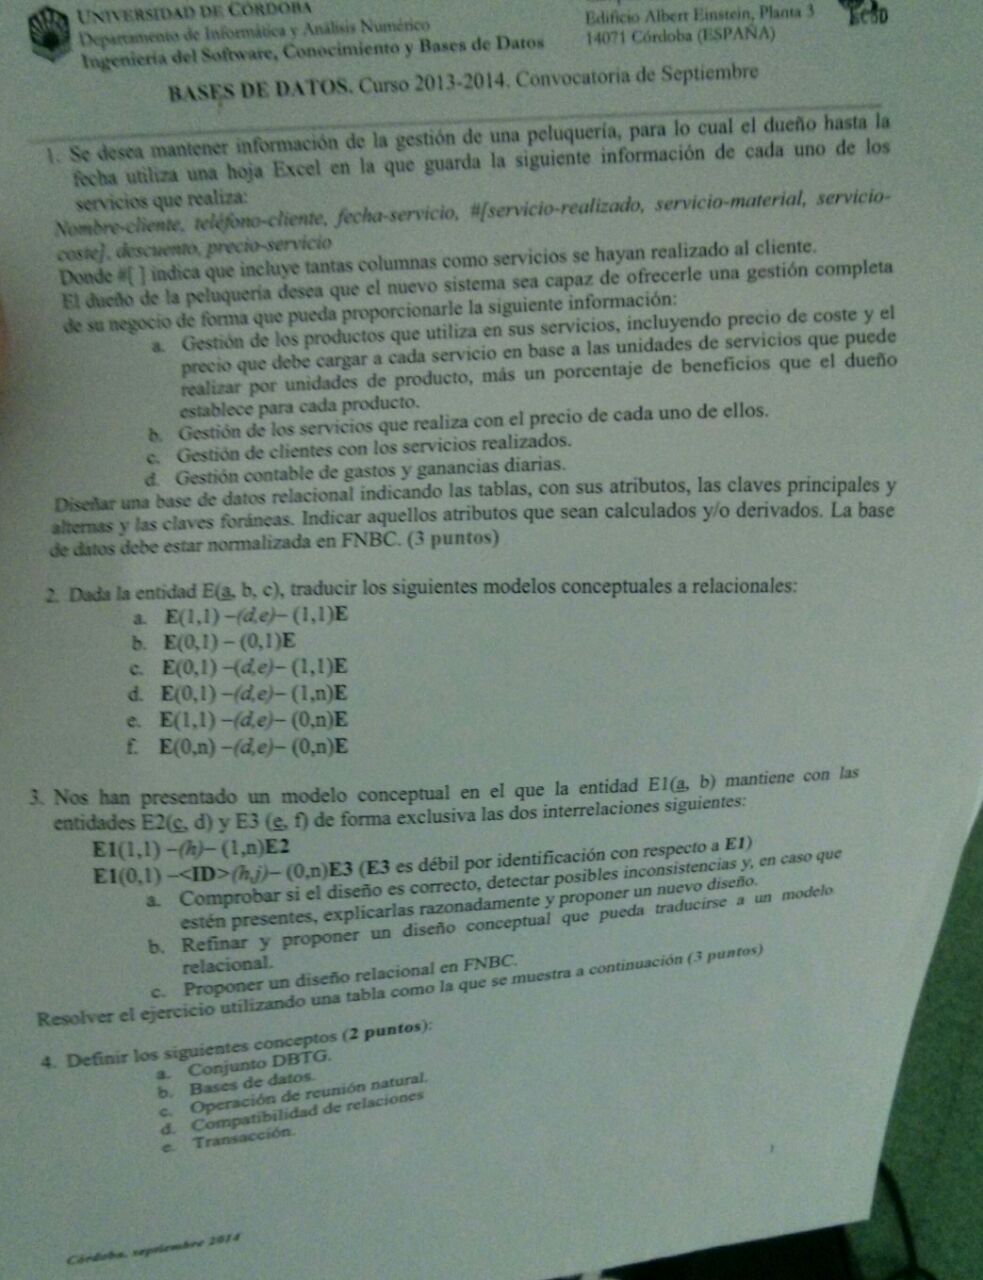 UNIVERSIDAD DE CÓRDOBA
Departamento de Informática y Análisis Numérico
Ingeniería del Software, Conocimiento y Bases de Datos
Edificio Albert Einstein, Planta 3
14071 Córdoba (ESPAÑA)
BASES DE DATOS. Curso 2013-2014. Convocatoria de Septiembre
1. Se desea mantener información de la gestión de una peluquería, para lo cual el dueño hasta la
fecha utiliza una hoja Excel en la que guarda la siguiente información de cada uno de los
servicios que realiza:
Nombre-cliente, teléfono-cliente, fecha-servicio, #[servicio-realizado, servicio-material, servicio-
coste], descuento, precio-servicio
Donde #[ ] indica que incluye tantas columnas como servicios se hayan realizado al cliente.
El dueño de la peluquería desea que el nuevo sistema sea capaz de ofrecerle una gestión completa
de su negocio de forma que pueda proporcionarle la siguiente información:
a. Gestión de los productos que utiliza en sus servicios, incluyendo precio de coste y el
precio que debe cargar a cada servicio en base a las unidades de servicios que puede
realizar por unidades de producto, más un porcentaje de beneficios que el dueño
establece para cada producto.
b. Gestión de los servicios que realiza con el precio de cada uno de ellos.
c. Gestión de clientes con los servicios realizados.
d. Gestión contable de gastos y ganancias diarias.
Diseñar una base de datos relacional indicando las tablas, con sus atributos, las claves principales y
alternas y las claves foráneas. Indicar aquellos atributos que sean calculados y/o derivados. La base
de datos debe estar normalizada en FNBC. (3 puntos)
2. Dada la entidad E(a, b, c), traducir los siguientes modelos conceptuales a relacionales:
a. E(1,1) –(d,e)– (1,1)E
b. E(0,1) – (0,1)E
c. E(0,1) –(d,e)– (1,1)E
d. E(0,1) –(d,e)– (1,n)E
e. E(1,1) –(d,e)– (0,n)E
f. E(0,n) –(d,e)– (0,n)E
3. Nos han presentado un modelo conceptual en el que la entidad E1(a, b) mantiene con las
entidades E2(c, d) y E3 (e, f) de forma exclusiva las dos interrelaciones siguientes:
E1(1,1) –(h)– (1,n)E2
E1(0,1) –<ID>(h,j)– (0,n)E3 (E3 es débil por identificación con respecto a E1)
a. Comprobar si el diseño es correcto, detectar posibles inconsistencias y, en caso que
estén presentes, explicarlas razonadamente y proponer un nuevo diseño.
b. Refinar y proponer un diseño conceptual que pueda traducirse a un modelo
relacional.
c. Proponer un diseño relacional en FNBC.
Resolver el ejercicio utilizando una tabla como la que se muestra a continuación (3 puntos)
4. Definir los siguientes conceptos (2 puntos):
a. Conjunto DBTG.
b. Bases de datos.
c. Operación de reunión natural.
d. Compatibilidad de relaciones
e. Transacción.
1
Córdoba, septiembre 2014